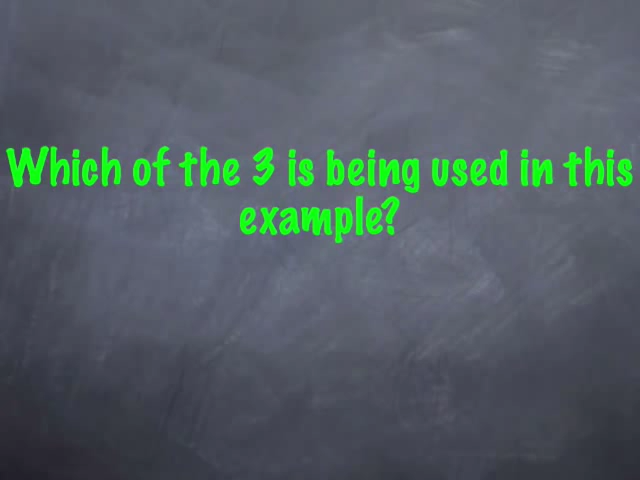 Which of the 3 is being used in this
example?